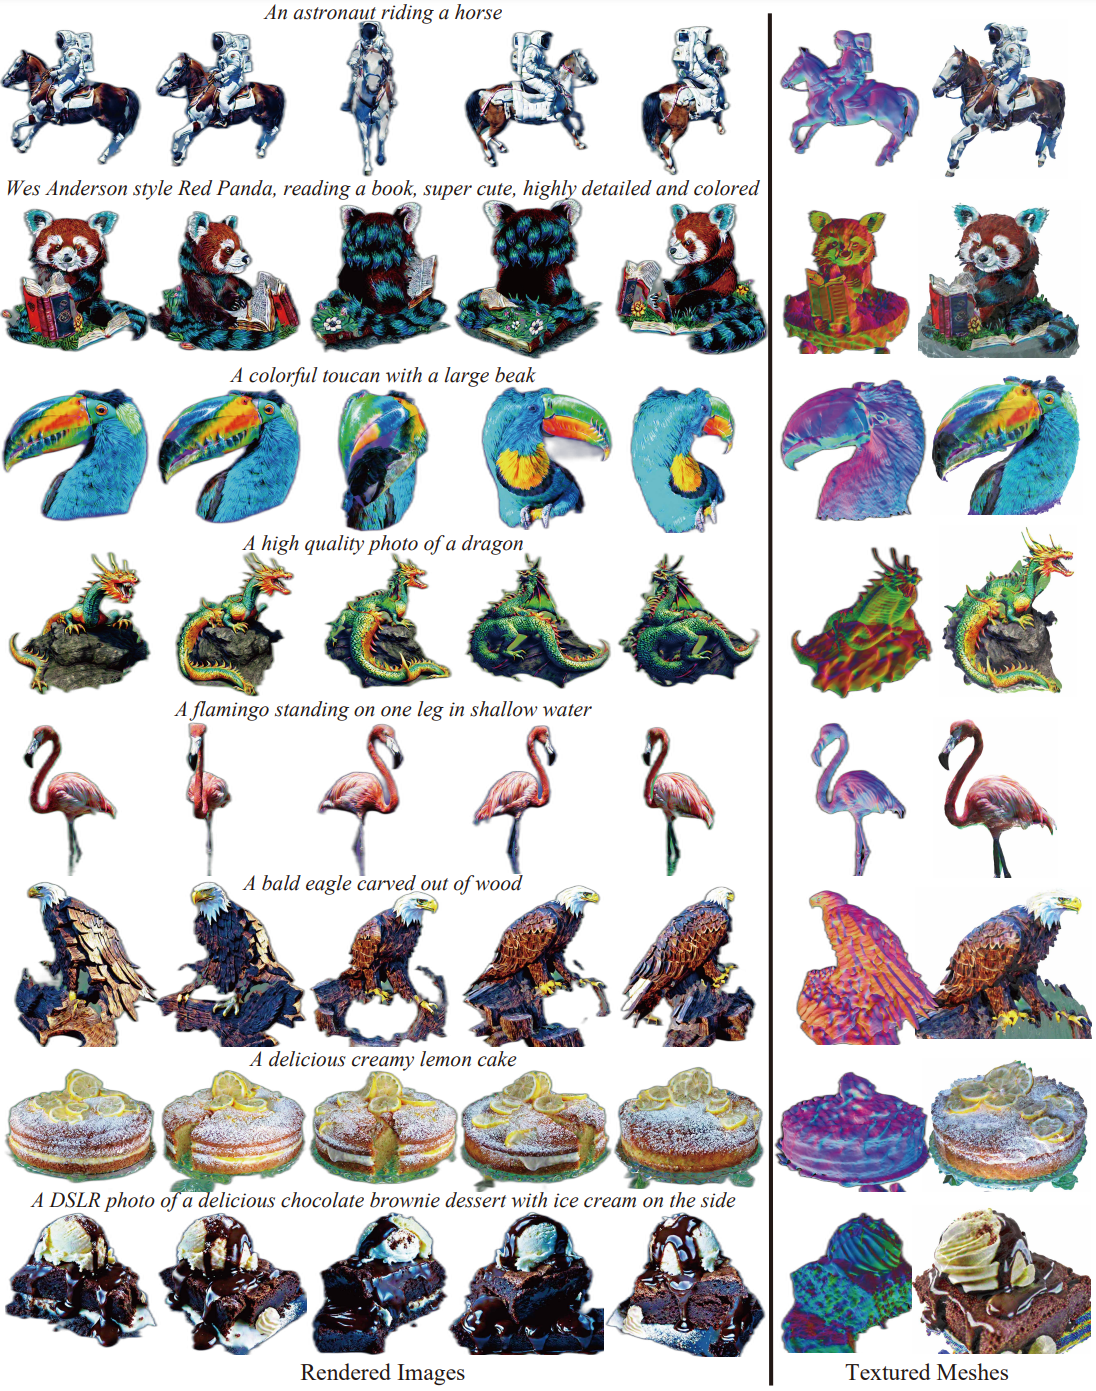 An astronaut riding a horse
Wes Anderson style Red Panda, reading a book, super cute, highly detailed and colored
A colorful toucan with a large beak
A high quality photo of a dragon
A flamingo standing on one leg in shallow water
A bald eagle carved out of wood
A delicious creamy lemon cake
A DSLR photo of a delicious chocolate brownie dessert with ice cream on the side
Rendered Images
Textured Meshes